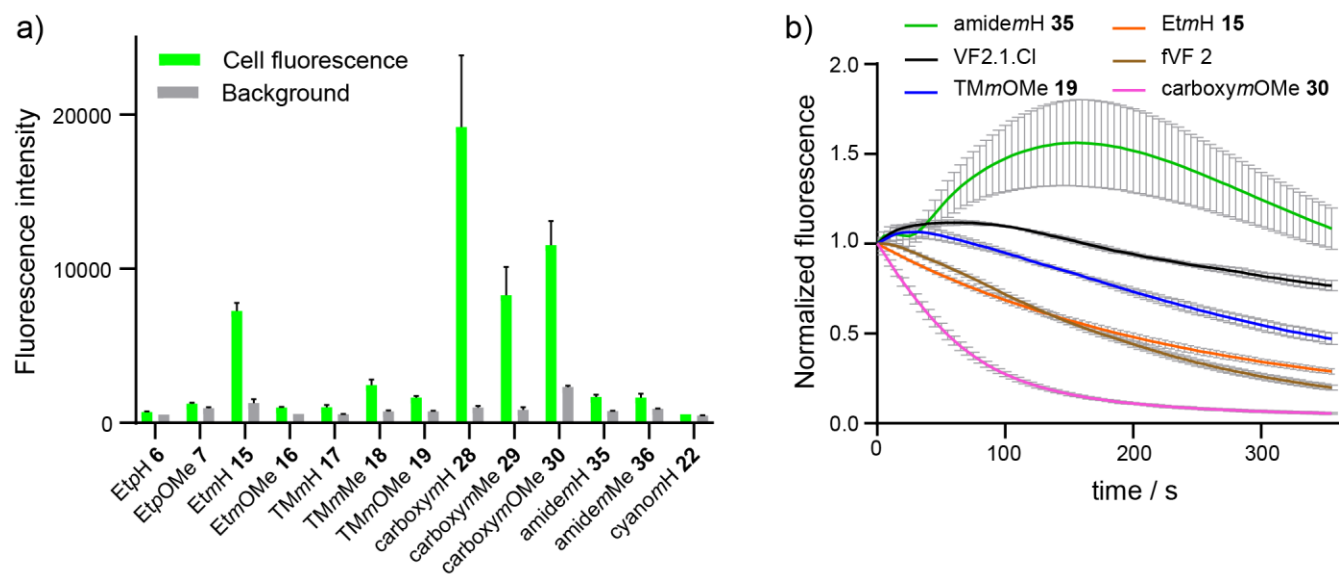 a)
Cell fluorescence
Background
Fluorescence intensity
20000
10000
0
EtpH 6
EtpOMe 7
EtmH 15
EtmOMe 16
TMmH 17
TMmMe 18
TMmOMe 19
carboxymH 28
carboxymMe 29
carboxymOMe 30
amidemH 35
amidemMe 36
cyanomH 22
b)
amidemH 35
EtmH 15
VF2.1.Cl
fVF 2
TMmOMe 19
carboxymOMe 30
Normalized fluorescence
2.0
1.5
1.0
0.5
0.0
0
100
200
300
time / s